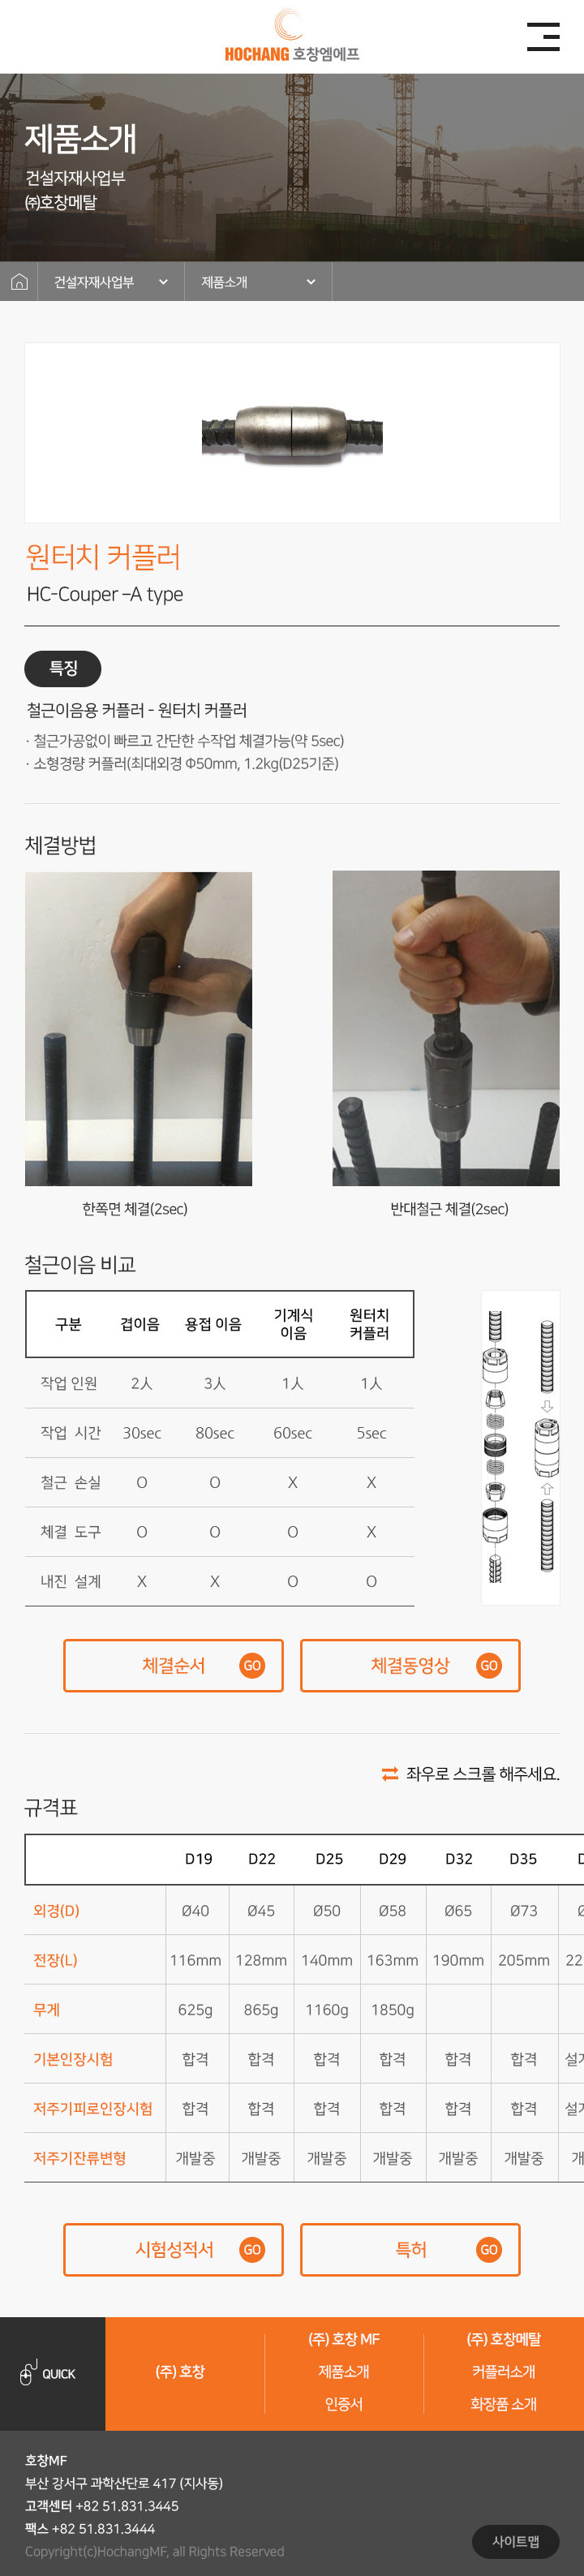 HOCHANG 호창엠에프
제품소개
건설자재사업부
㈜호창메탈
건설자재사업부 제품소개
원터치 커플러
HC-Couper –A type
특징
철근이음용 커플러 - 원터치 커플러
· 철근가공없이 빠르고 간단한 수작업 체결가능(약 5sec)
· 소형경량 커플러(최대외경 Φ50mm, 1.2kg(D25기준)
체결방법
한쪽면 체결(2sec) 반대철근 체결(2sec)
철근이음 비교
구분 겹이음 용접 이음 기계식 이음 원터치 커플러
작업 인원 2人 3人 1人 1人
작업 시간 30sec 80sec 60sec 5sec
철근 손실 O O X X
체결 도구 O O O X
내진 설계 X X O O
체결순서 GO 체결동영상 GO
좌우로 스크롤 해주세요.
규격표
D19 D22 D25 D29 D32 D35
외경(D) Ø40 Ø45 Ø50 Ø58 Ø65 Ø73
전장(L) 116mm 128mm 140mm 163mm 190mm 205mm 22
무게 625g 865g 1160g 1850g
기본인장시험 합격 합격 합격 합격 합격 합격
저주기피로인장시험 합격 합격 합격 합격 합격 합격
저주기잔류변형 개발중 개발중 개발중 개발중 개발중 개발중 개
시험성적서 GO 특허 GO
QUICK
(주) 호창
(주) 호창 MF
제품소개
인증서
(주) 호창메탈
커플러소개
화장품 소개
호창MF
부산 강서구 과학산단로 417 (지사동)
고객센터 +82 51.831.3445
팩스 +82 51.831.3444
Copyright(c)HochangMF, all Rights Reserved
사이트맵